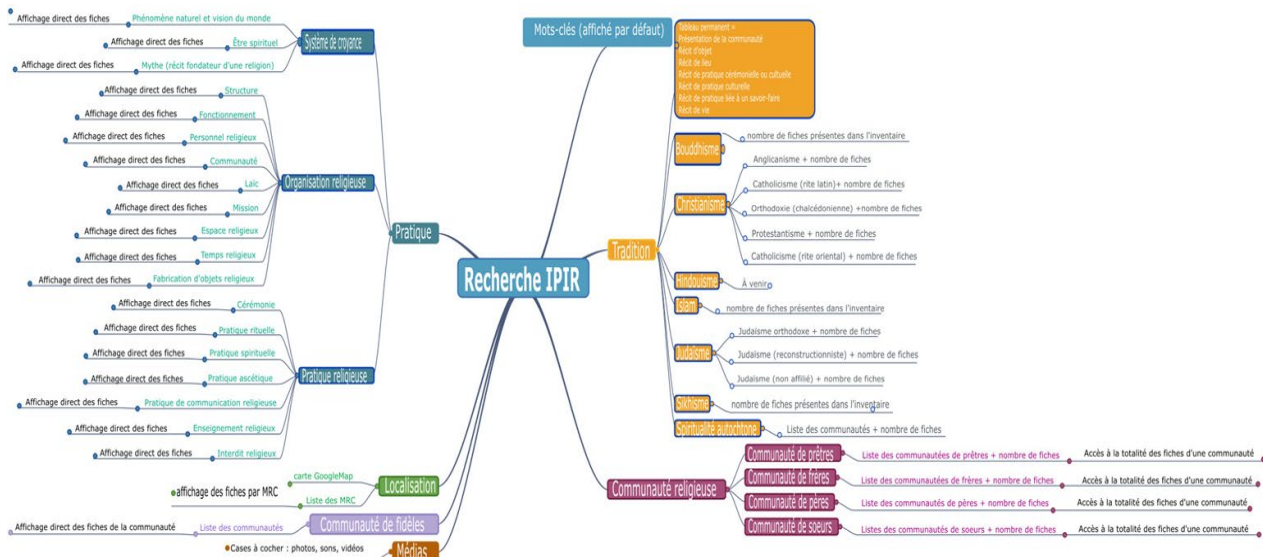 Recherche IPIR
Pratique
Système de croyance
Phénomène naturel et vision du monde
Affichage direct des fiches
Être spirituel
Affichage direct des fiches
Mythe (récit fondateur d'une religion)
Affichage direct des fiches
Organisation religieuse
Structure
Affichage direct des fiches
Fonctionnement
Affichage direct des fiches
Personnel religieux
Affichage direct des fiches
Communauté
Affichage direct des fiches
Laïc
Affichage direct des fiches
Mission
Affichage direct des fiches
Espace religieux
Affichage direct des fiches
Temps religieux
Affichage direct des fiches
Fabrication d'objets religieux
Affichage direct des fiches
Pratique religieuse
Cérémonie
Affichage direct des fiches
Pratique rituelle
Affichage direct des fiches
Pratique spirituelle
Affichage direct des fiches
Pratique ascétique
Affichage direct des fiches
Pratique de communication religieuse
Affichage direct des fiches
Enseignement religieux
Affichage direct des fiches
Interdit religieux
Affichage direct des fiches
Localisation
carte GoogleMap
Liste des MRC
affichage des fiches par MRC
Communauté de fidèles
Liste des communautés
Affichage direct des fiches de la communauté
Médias
Cases à cocher : photos, sons, vidéos
Mots-clés (affiché par défaut)
Tradition
Tableau permanent =
Présentation de la communauté
Récit d'objet
Récit de lieu
Récit de pratique cérémonielle ou cultuelle
Récit de pratique culturelle
Récit de pratique liée à un savoir-faire
Récit de vie
Bouddhisme
nombre de fiches présentes dans l'inventaire
Christianisme
Anglicanisme + nombre de fiches
Catholicisme (rite latin)+ nombre de fiches
Orthodoxie (chalcédonienne) +nombre de fiches
Protestantisme + nombre de fiches
Catholicisme (rite oriental) + nombre de fiches
Hindouisme
À venir
Islam
nombre de fiches présentes dans l'inventaire
Judaïsme
Judaïsme orthodoxe + nombre de fiches
Judaïsme (reconstructionniste) + nombre de fiches
Judaïsme (non affilié) + nombre de fiches
Sikhisme
nombre de fiches présentes dans l'inventaire
Spiritualité autochtone
Liste des communautés + nombre de fiches
Communauté religieuse
Communauté de prêtres
Liste des communautées de prêtres + nombre de fiches
Accès à la totalité des fiches d'une communauté
Communauté de frères
Liste des communautées de frères + nombre de fiches
Accès à la totalité des fiches d'une communauté
Communauté de pères
Liste des communautées de pères + nombre de fiches
Accès à la totalité des fiches d'une communauté
Communauté de soeurs
Listes des communautés de soeurs + nombre de fiches
Accès à la totalité des fiches d'une communauté